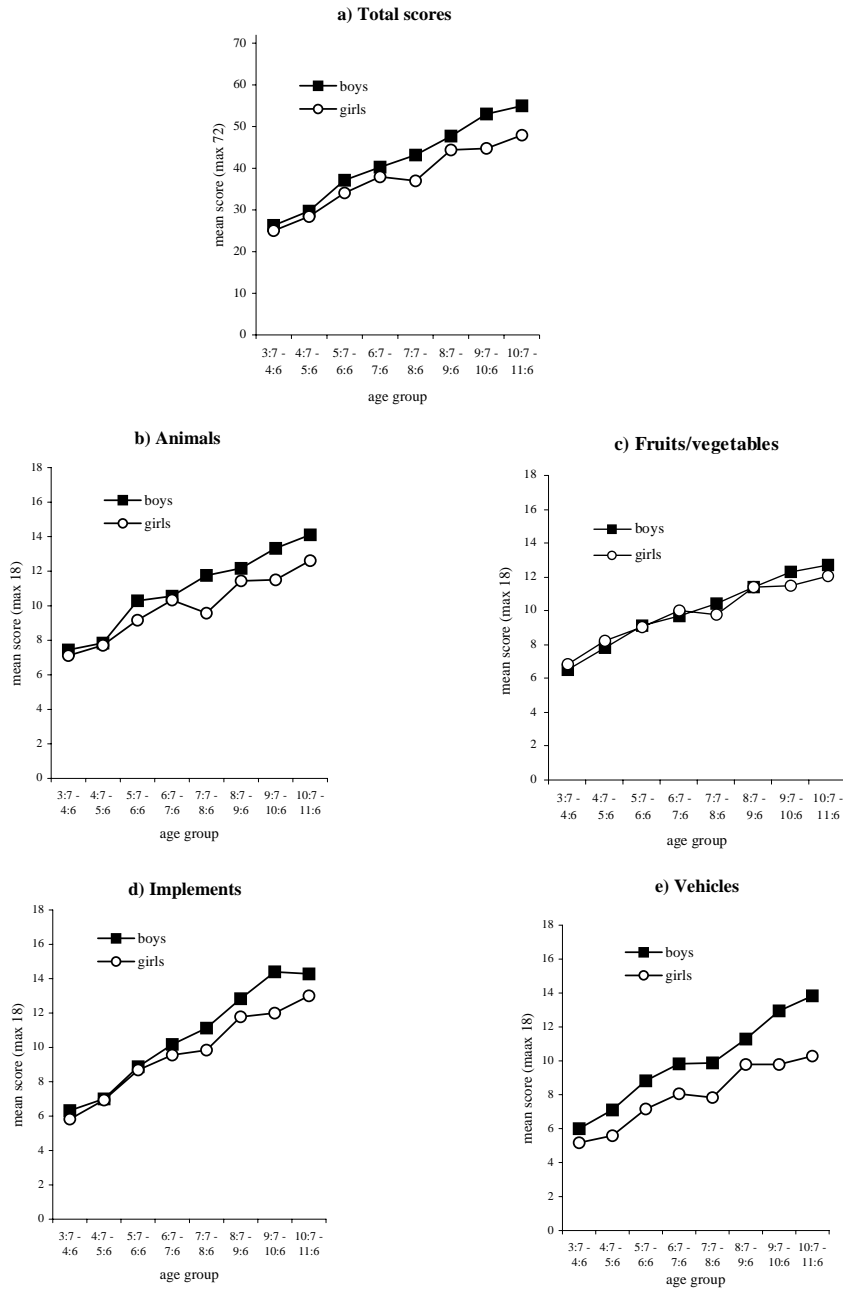 a) Total scores
70
60
50
40
30
20
10
0
mean score (max 72)
boys
girls
3:7 - 4:7 - 5:7 - 6:7 - 7:7 - 8:7 - 9:7 - 10:7 -
4:6 5:6 6:6 7:6 8:6 9:6 10:6 11:6
age group
b) Animals
18
16
14
12
10
8
6
4
2
0
mean score (max 18)
boys
girls
3:7 - 4:7 - 5:7 - 6:7 - 7:7 - 8:7 - 9:7 - 10:7 -
4:6 5:6 6:6 7:6 8:6 9:6 10:6 11:6
age group
c) Fruits/vegetables
18
16
14
12
10
8
6
4
2
0
mean score (max 18)
boys
girls
3:7 - 4:7 - 5:7 - 6:7 - 7:7 - 8:7 - 9:7 - 10:7 -
4:6 5:6 6:6 7:6 8:6 9:6 10:6 11:6
age group
d) Implements
18
16
14
12
10
8
6
4
2
0
mean score (max 18)
boys
girls
3:7 - 4:7 - 5:7 - 6:7 - 7:7 - 8:7 - 9:7 - 10:7 -
4:6 5:6 6:6 7:6 8:6 9:6 10:6 11:6
age group
e) Vehicles
18
16
14
12
10
8
6
4
2
0
mean score (maax 18)
boys
girls
3:7 - 4:7 - 5:7 - 6:7 - 7:7 - 8:7 - 9:7 - 10:7 -
4:6 5:6 6:6 7:6 8:6 9:6 10:6 11:6
age group